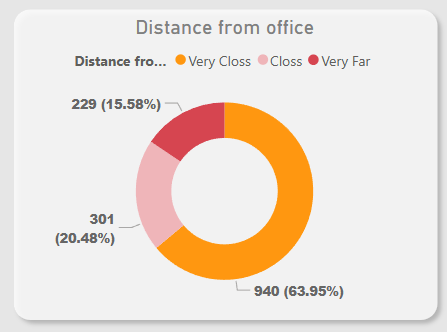 Distance from office
Distance fro... Very Closs Closs Very Far
229 (15.58%)
301
(20.48%)
940 (63.95%)